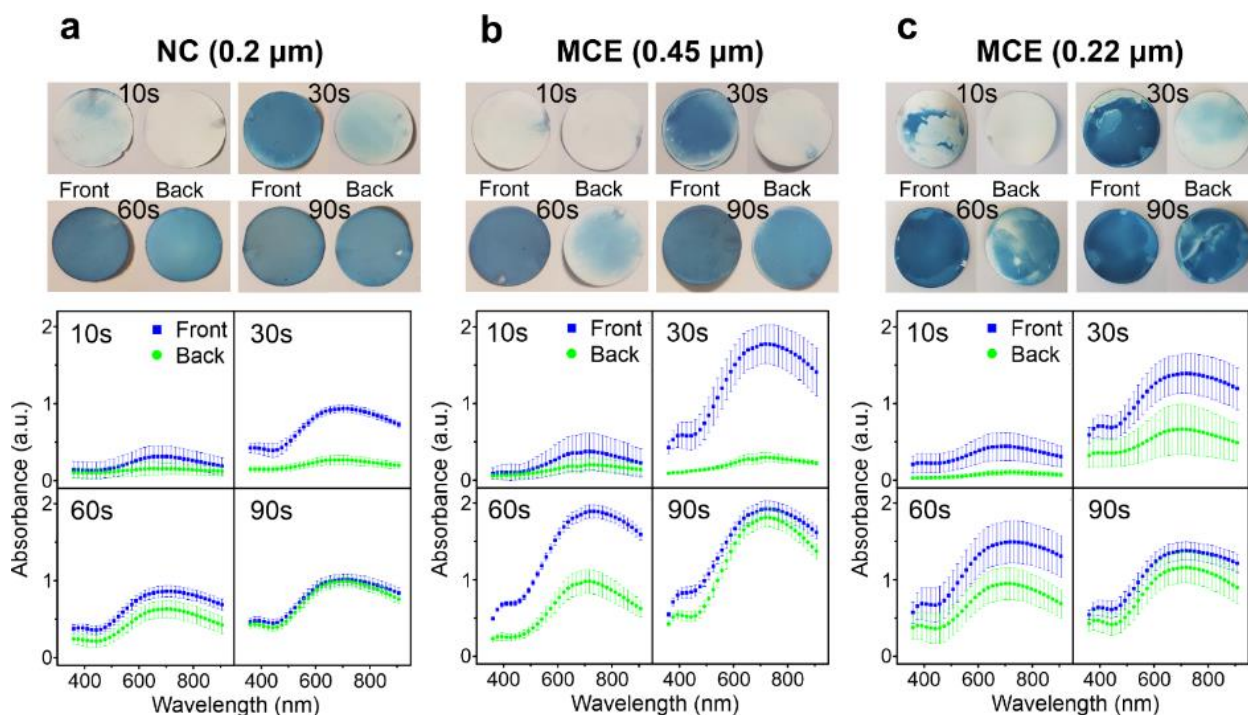 a
NC (0.2 µm)
10s
30s
Front
Back
Front
Back
60s
90s
10s
Front
Back
30s
60s
90s
2
1
0
2
1
0
Absorbance (a.u.)
400 600 800
400 600 800
Wavelength (nm)
b
MCE (0.45 µm)
10s
30s
Front
Back
Front
Back
60s
90s
10s
Front
Back
30s
60s
90s
2
1
0
2
1
0
Absorbance (a.u.)
400 600 800
400 600 800
Wavelength (nm)
c
MCE (0.22 µm)
10s
30s
Front
Back
Front
Back
60s
90s
10s
Front
Back
30s
60s
90s
2
1
0
2
1
0
Absorbance (a.u.)
400 600 800
400 600 800
Wavelength (nm)